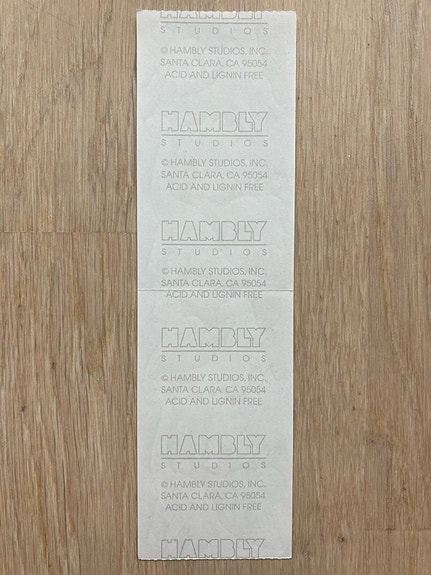 HAMBLY
STUDIOS
© HAMBLY STUDIOS, INC.
SANTA CLARA, CA 95054
ACID AND LIGNIN FREE
HAMBLY
STUDIOS
© HAMBLY STUDIOS, INC.
SANTA CLARA, CA 95054
ACID AND LIGNIN FREE
HAMBLY
STUDIOS
© HAMBLY STUDIOS, INC.
SANTA CLARA, CA 95054
ACID AND LIGNIN FREE
HAMBLY
STUDIOS
© HAMBLY STUDIOS, INC.
SANTA CLARA, CA 95054
ACID AND LIGNIN FREE
HAMBLY
STUDIOS
© HAMBLY STUDIOS, INC.
SANTA CLARA, CA 95054
ACID AND LIGNIN FREE
HAMBLY